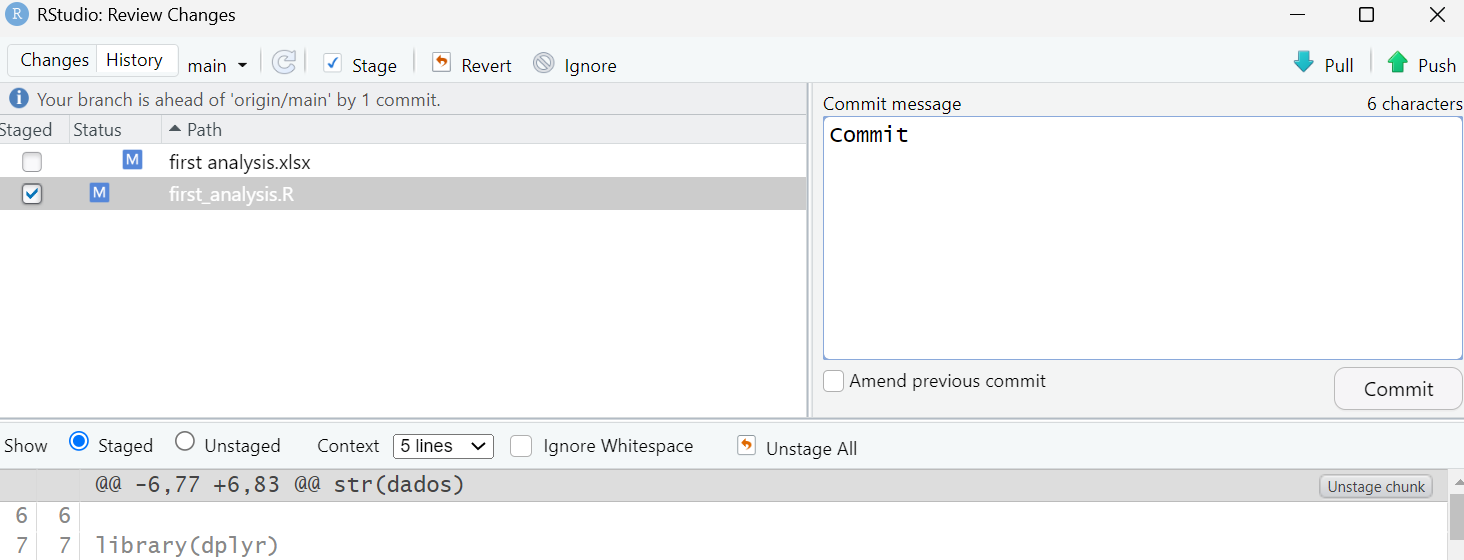 R RStudio: Review Changes
Changes History main Stage Revert Ignore Pull Push
Your branch is ahead of 'origin/main' by 1 commit.
Staged Status Path
M first analysis.xlsx
M first_analysis.R
Commit message 6 characters
Commit
Amend previous commit Commit
Show Staged Unstaged Context 5 lines Ignore Whitespace Unstage All
@@ -6,77 +6,83 @@ str(dados) Unstage chunk
6 6
7 7 library(dplyr)